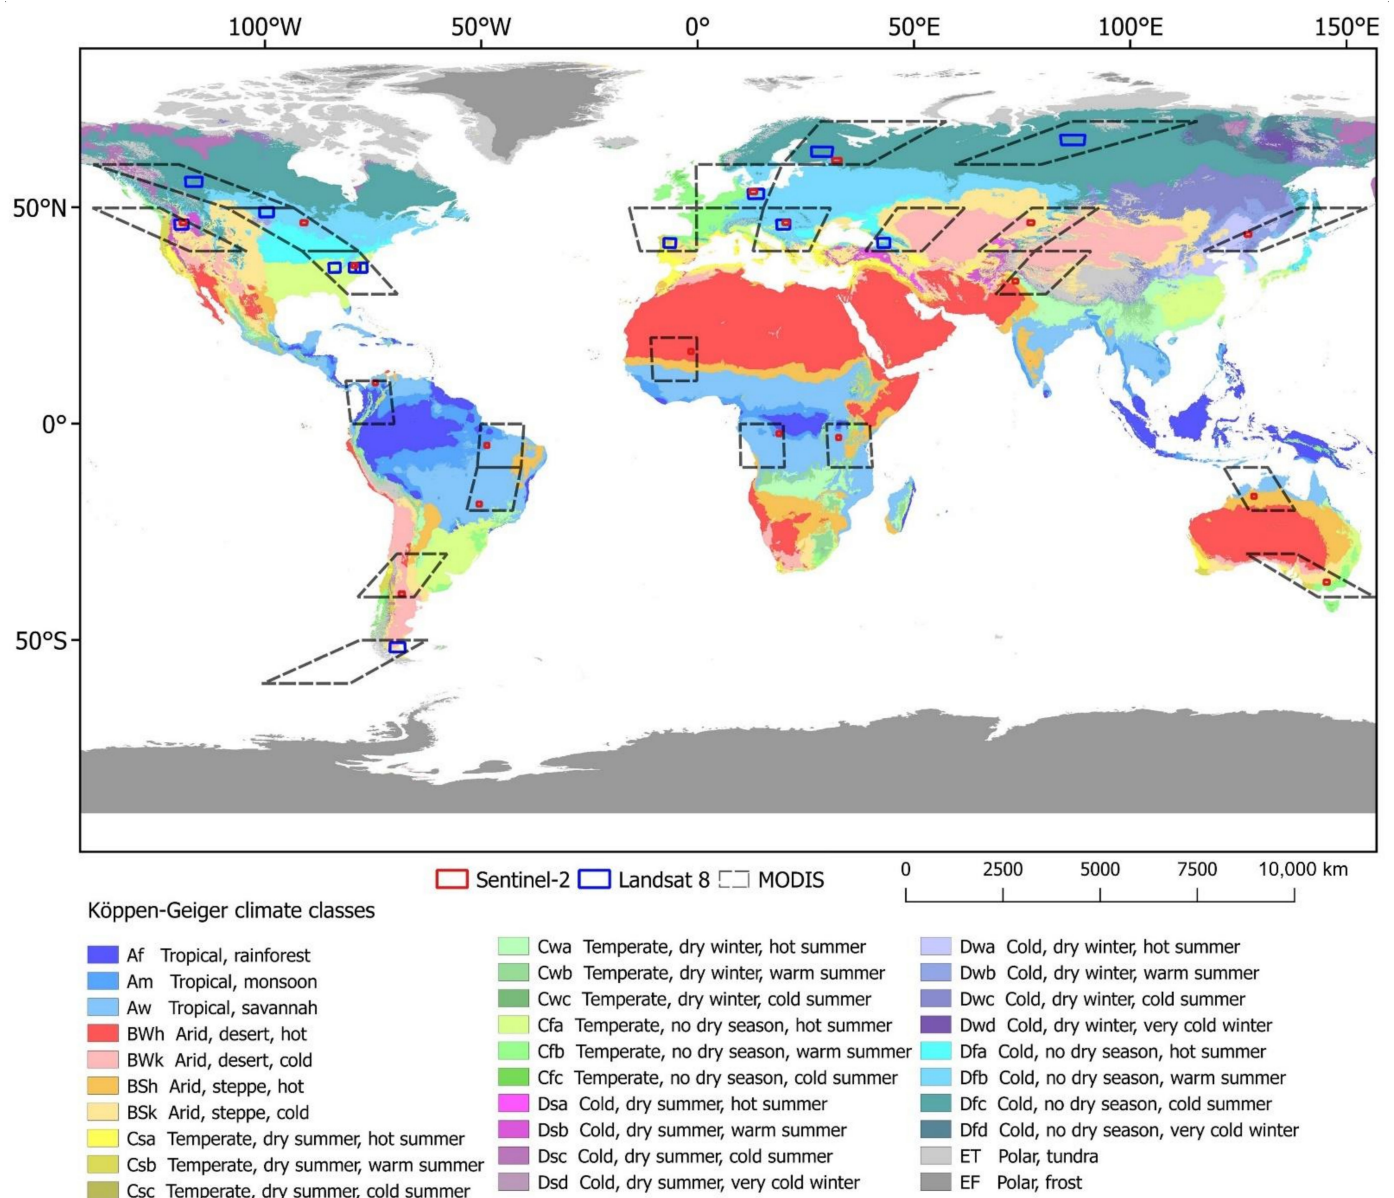 100°W 50°W 0° 50°E 100°E 150°E
50°N
0°
50°S
Sentinel-2 Landsat 8 MODIS
0 2500 5000 7500 10,000 km
Köppen-Geiger climate classes
Af Tropical, rainforest
Am Tropical, monsoon
Aw Tropical, savannah
BWh Arid, desert, hot
BWk Arid, desert, cold
BSh Arid, steppe, hot
BSk Arid, steppe, cold
Csa Temperate, dry summer, hot summer
Csb Temperate, dry summer, warm summer
Csc Temperate, dry summer, cold summer
Cwa Temperate, dry winter, hot summer
Cwb Temperate, dry winter, warm summer
Cwc Temperate, dry winter, cold summer
Cfa Temperate, no dry season, hot summer
Cfb Temperate, no dry season, warm summer
Cfc Temperate, no dry season, cold summer
Dsa Cold, dry summer, hot summer
Dsb Cold, dry summer, warm summer
Dsc Cold, dry summer, cold summer
Dsd Cold, dry summer, very cold winter
Dwa Cold, dry winter, hot summer
Dwb Cold, dry winter, warm summer
Dwc Cold, dry winter, cold summer
Dwd Cold, dry winter, very cold winter
Dfa Cold, no dry season, hot summer
Dfb Cold, no dry season, warm summer
Dfc Cold, no dry season, cold summer
Dfd Cold, no dry season, very cold winter
ET Polar, tundra
EF Polar, frost